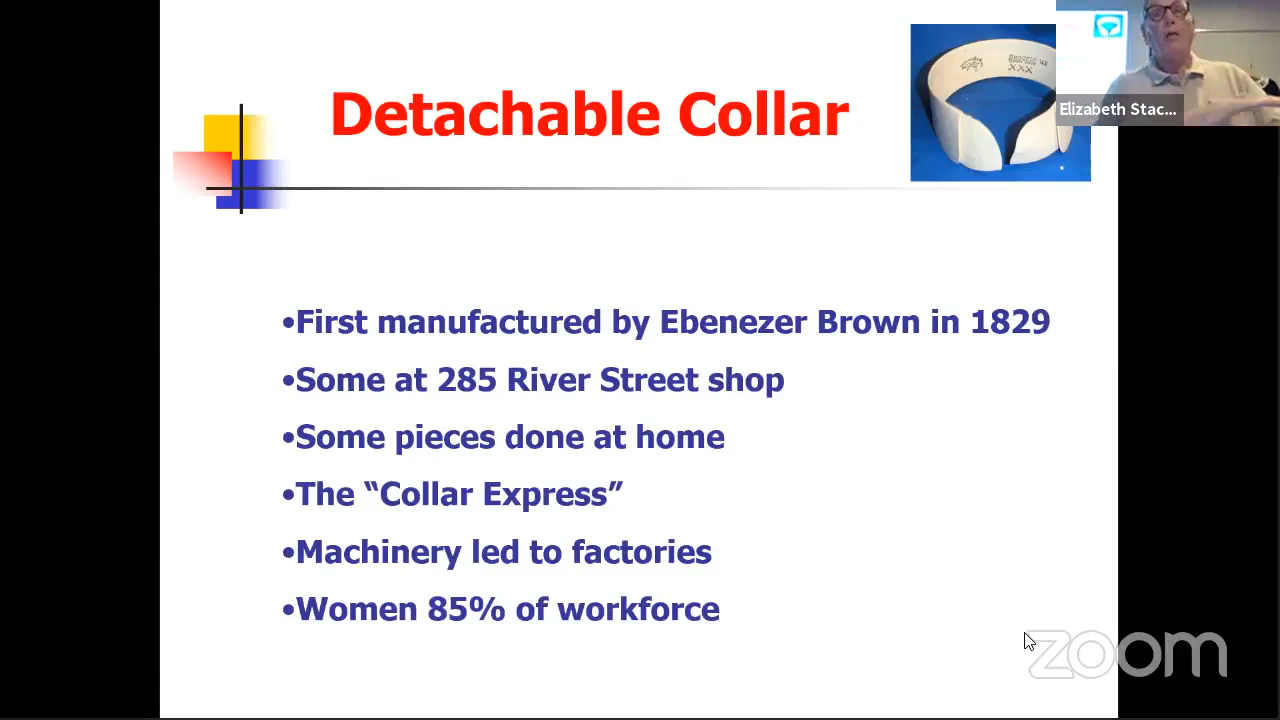 Detachable Collar
XXX
Elizabeth Stac...
•First manufactured by Ebenezer Brown in 1829
•Some at 285 River Street shop
•Some pieces done at home
•The “Collar Express”
•Machinery led to factories
•Women 85% of workforce
zoom